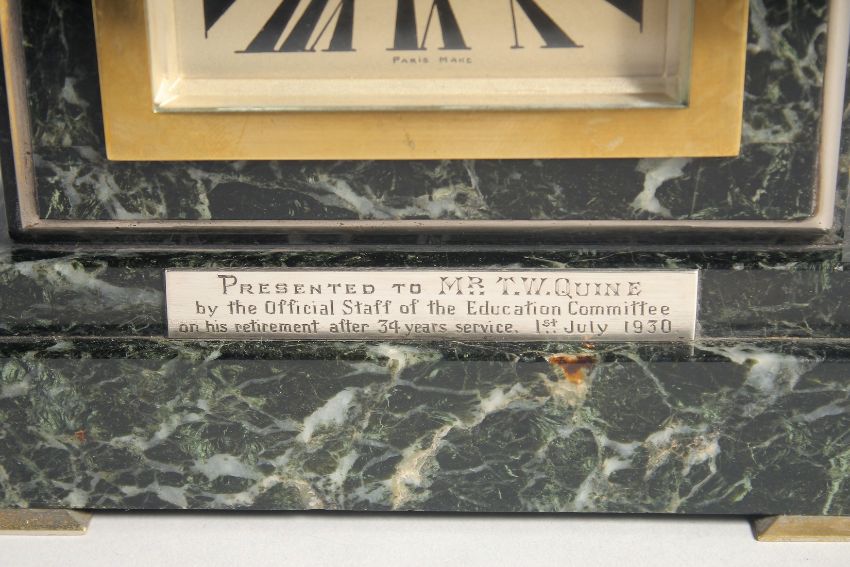 PARIS MAKE
PRESENTED TO MR. T.W. QUINE
by the Official Staff of the Education Committee
on his retirement after 34 years service. 1st July 1930